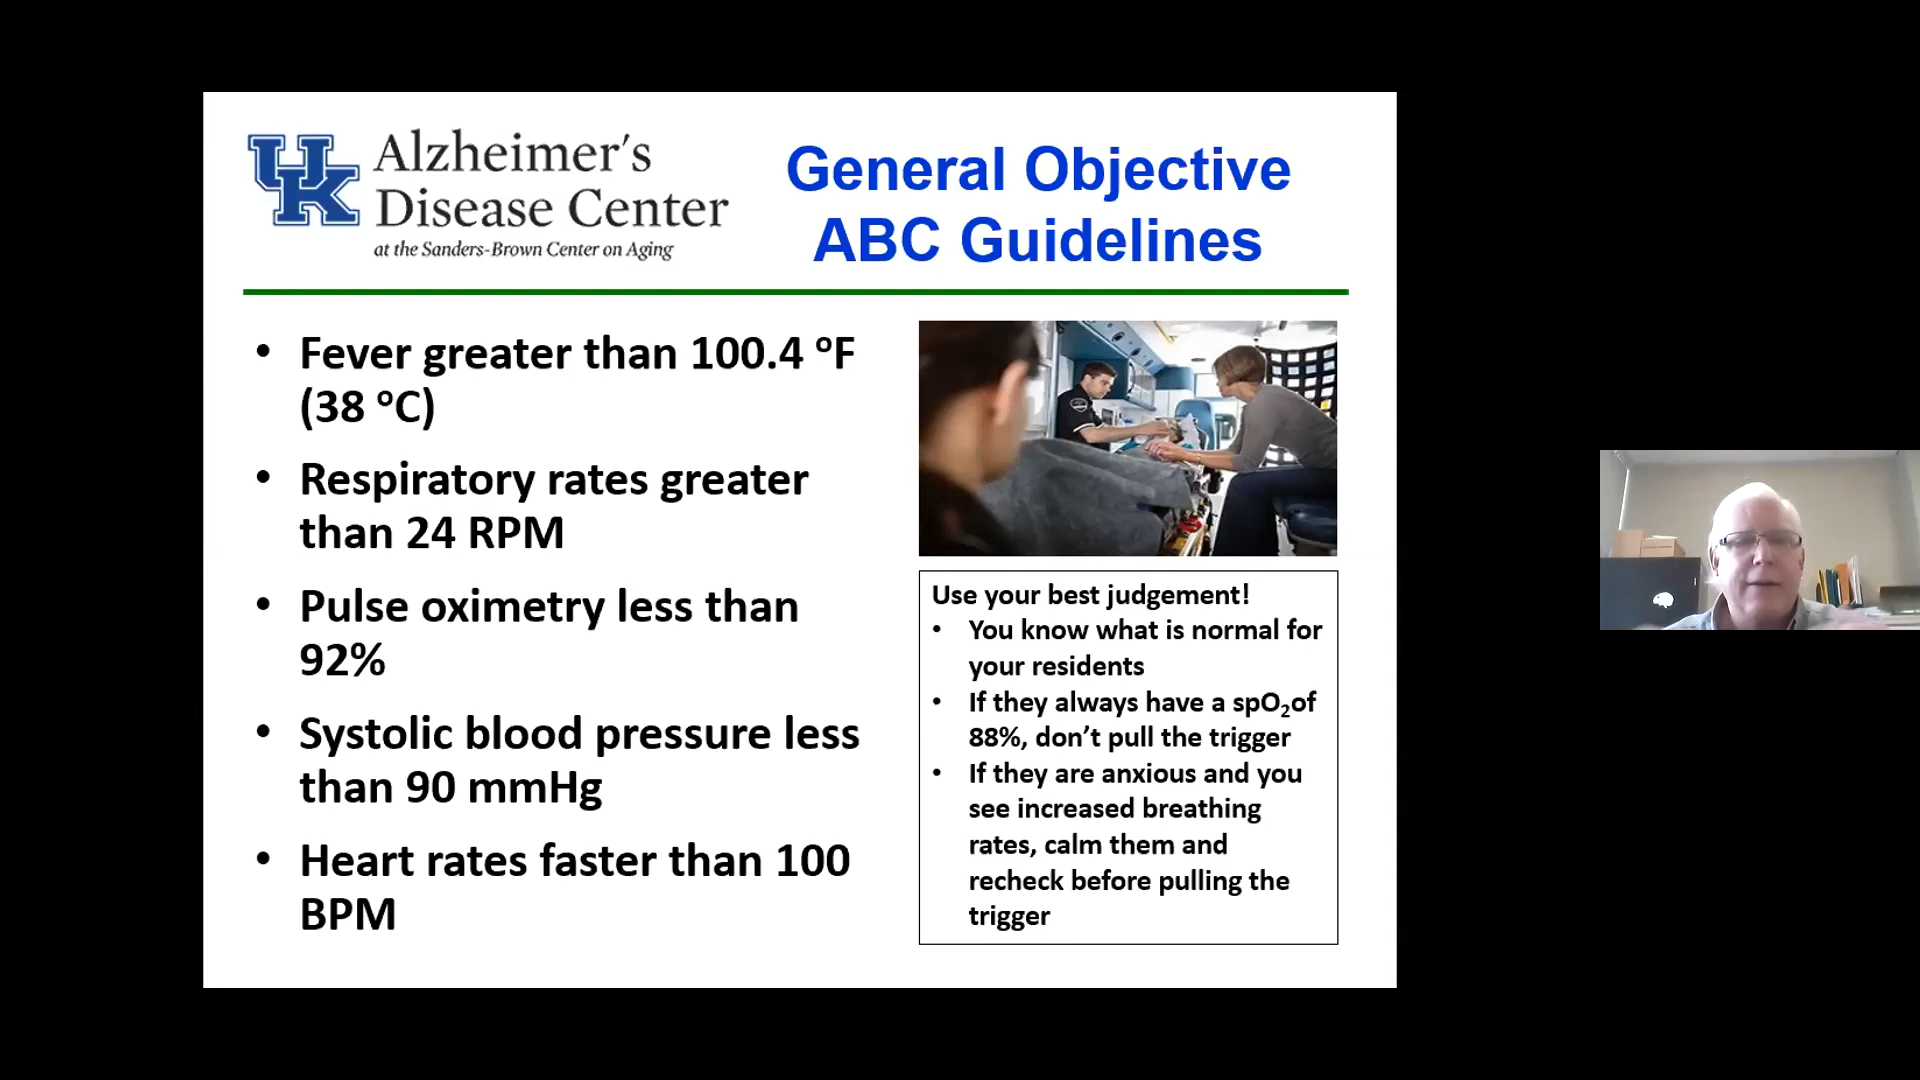 UK
Alzheimer's
Disease Center
at the Sanders-Brown Center on Aging
General Objective
ABC Guidelines
• Fever greater than 100.4 ºF
(38 ºC)
• Respiratory rates greater
than 24 RPM
• Pulse oximetry less than
92%
• Systolic blood pressure less
than 90 mmHg
• Heart rates faster than 100
BPM
Use your best judgement!
• You know what is normal for
your residents
• If they always have a spO₂of
88%, don’t pull the trigger
• If they are anxious and you
see increased breathing
rates, calm them and
recheck before pulling the
trigger